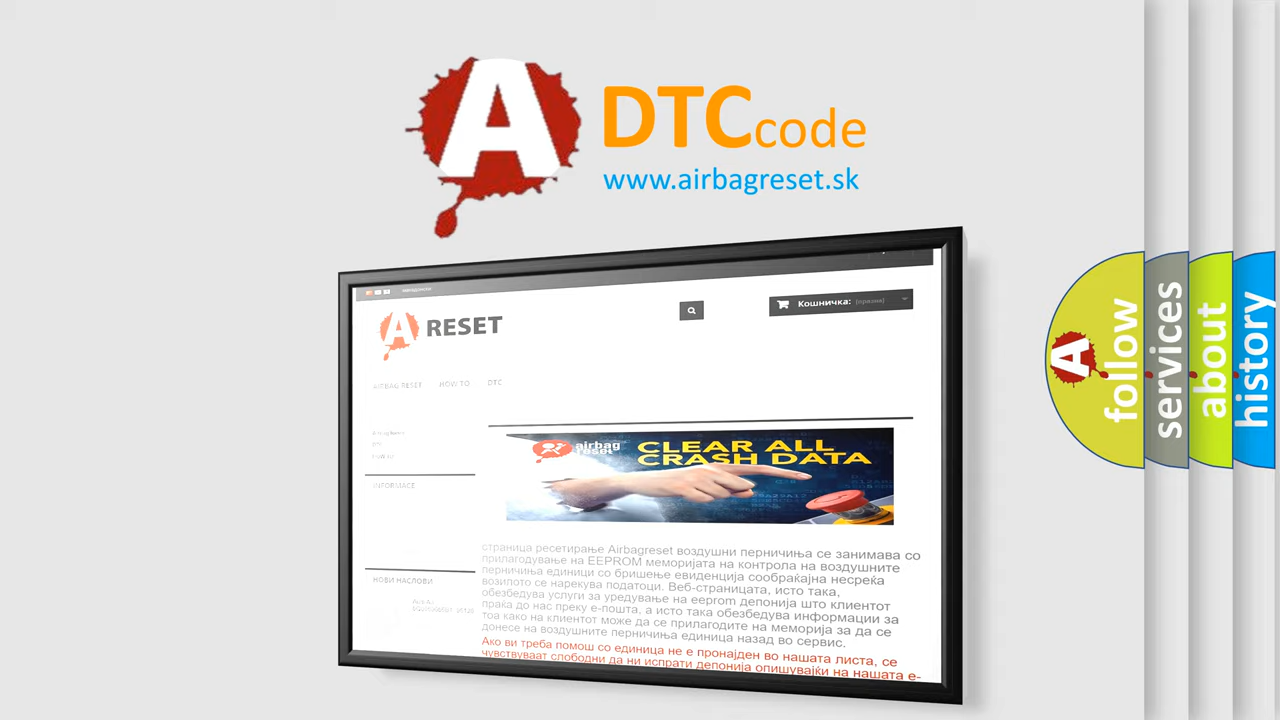 A
DTC code
www.airbagreset.sk
A RESET
Кошничка: (празна)
AIRBAG RESET HOW TO DTC
INFORMACE
airbag
reset
CLEAR ALL
CRASH DATA
страница ресетирање Airbagreset воздушни перничиња се занимава со
прилагодување на EEPROM меморијата на контрола на воздушните
перничиња единици со бришење евиденција сообраќајна несреќа
возилото се нарекува податоци. Веб-страницата, исто така,
обезбедува услуги за уредување на eeprom депонија што клиентот
праќа до нас преку е-пошта, а исто така обезбедува информации за
тоа како на клиентот може да се прилагодите на меморија за да се
донесе на воздушните перничиња единица назад во сервис.
Ако ви треба помош со единица не е пронајден во нашата листа, се
чувствуваат слободни да ни испрати депонија опишувајќи на нашата е-
НОВИ НАСЛОВИ
A
follow
services
about
history